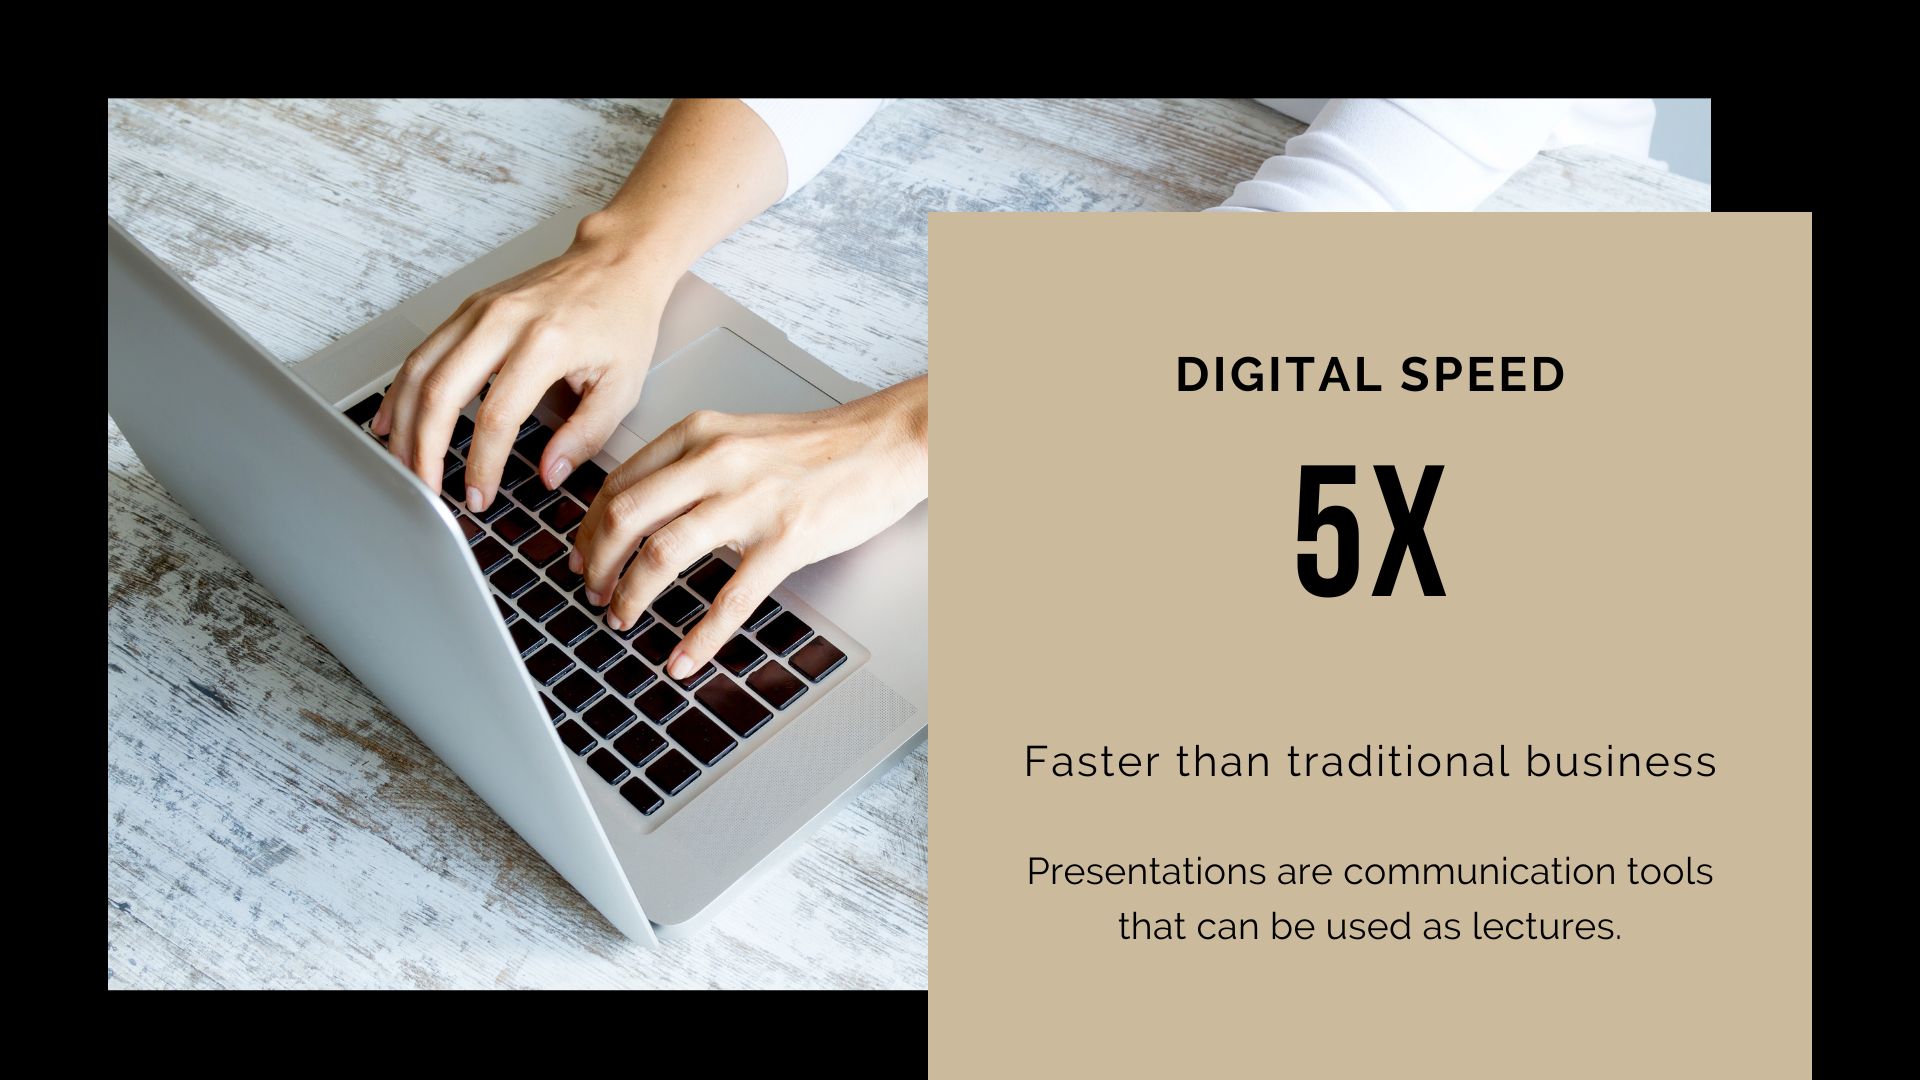 DIGITAL SPEED
5X
Faster than traditional business
Presentations are communication tools
that can be used as lectures.